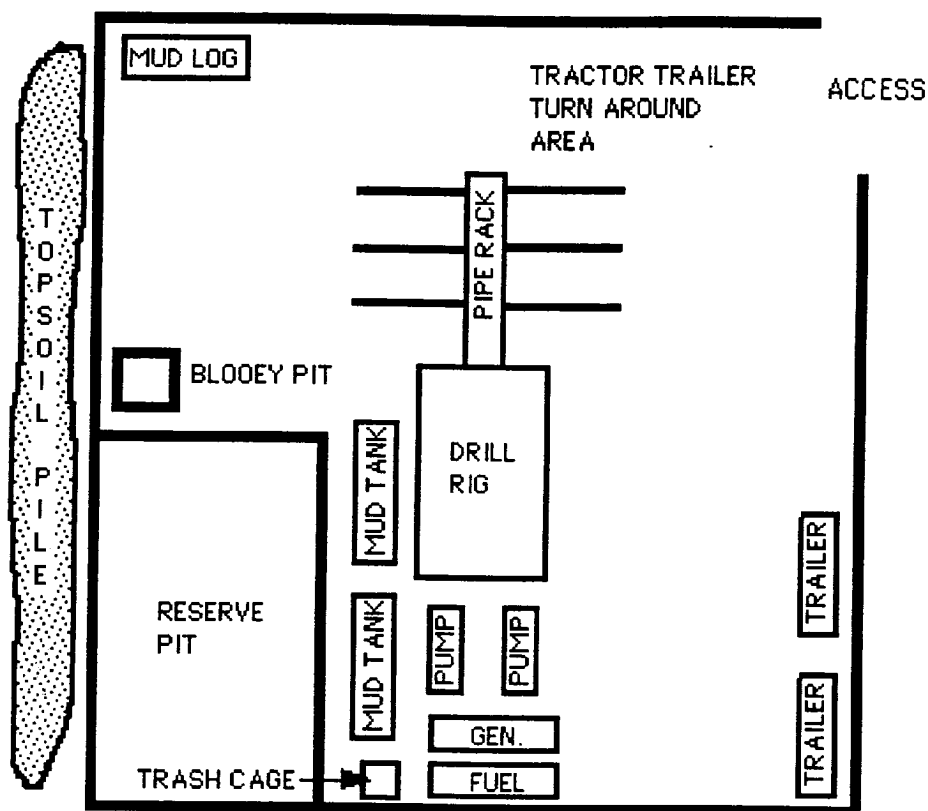 MUD LOG
TRACTOR TRAILER
TURN AROUND
AREA
ACCESS
TOPSOIL PILE
PIPE RACK
BLOOEY PIT
MUD TANK
DRILL
RIG
TRAILER
RESERVE
PIT
MUD TANK
PUMP
PUMP
TRAILER
GEN.
TRASH CAGE
FUEL